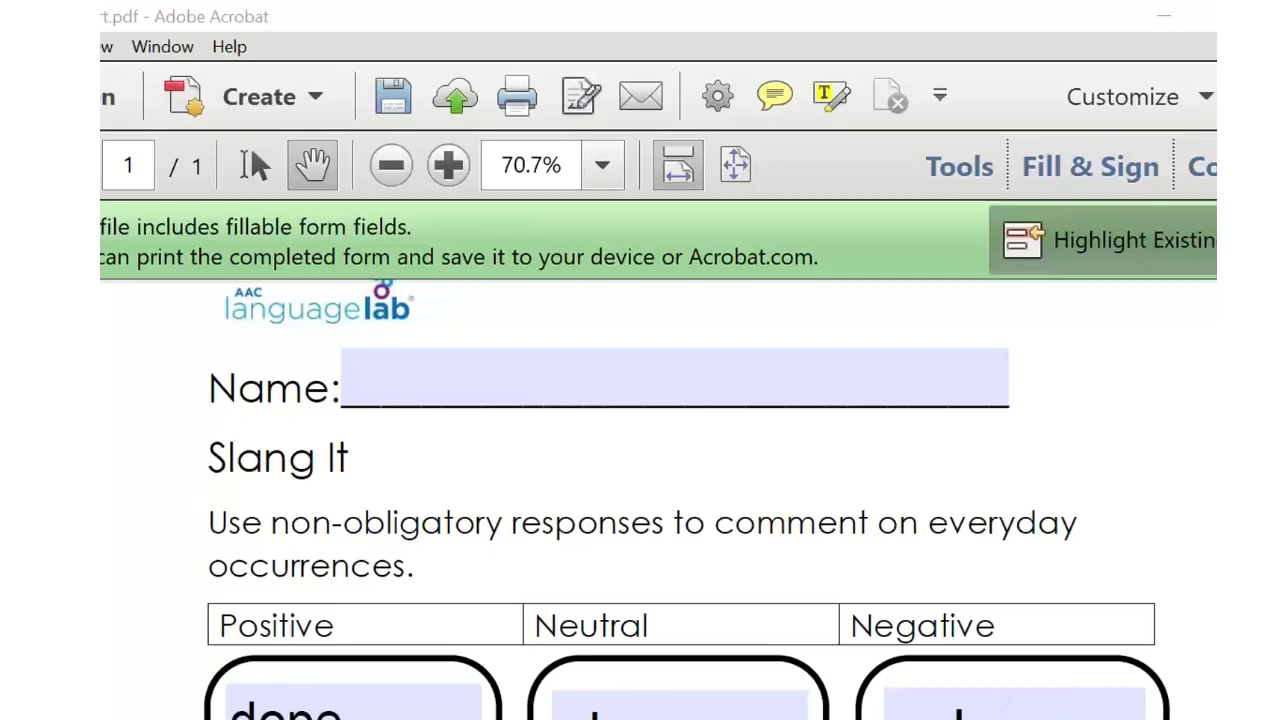 rt.pdf - Adobe Acrobat
w Window Help
n Create Customize
1 / 1 70.7% Tools Fill & Sign Co
file includes fillable form fields.
can print the completed form and save it to your device or Acrobat.com.
Highlight Existin
AAC
languagelab
Name:
Slang It
Use non-obligatory responses to comment on everyday
occurrences.
Positive Neutral Negative
done